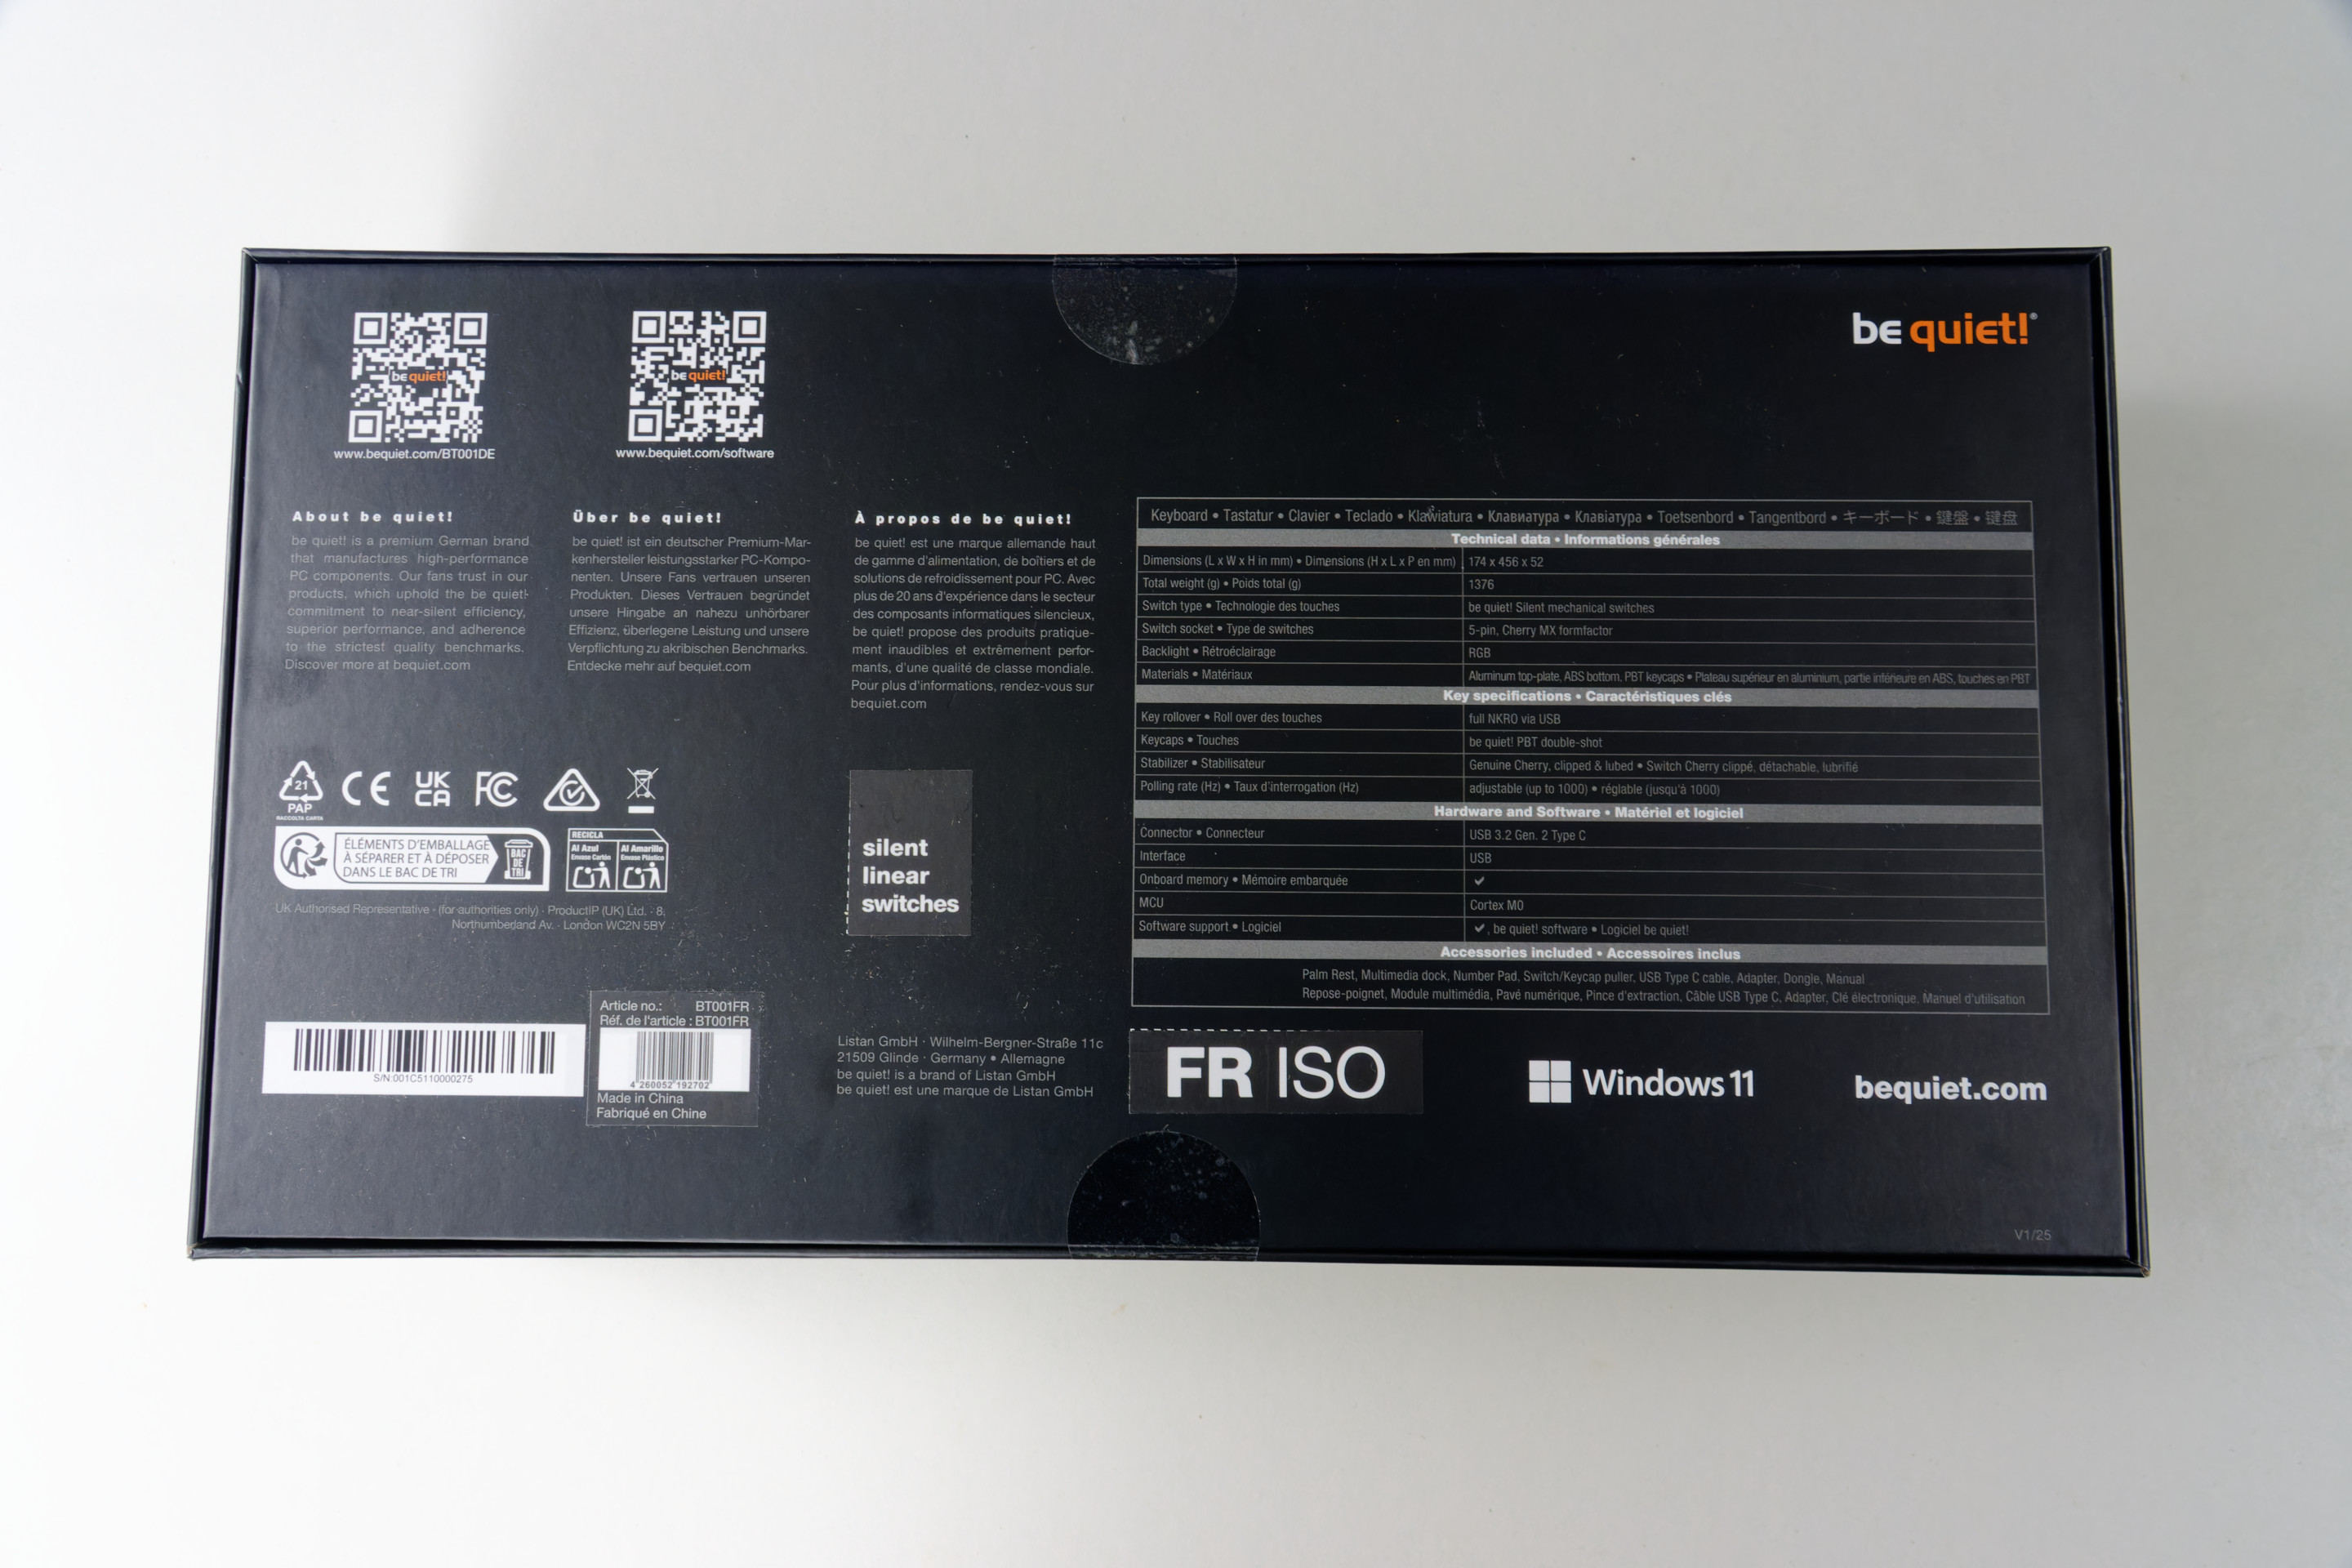 be quiet!
be quiet!
be quiet!®
www.bequiet.com/BT001DE
www.bequiet.com/software
About be quiet!
be quiet! is a premium German brand
that manufactures high-performance
PC components. Our fans trust in our
products, which uphold the be quiet!
commitment to near-silent efficiency,
superior performance, and adherence
to the strictest quality benchmarks.
Discover more at bequiet.com
Über be quiet!
be quiet! ist ein deutscher Premium-Mar-
kenhersteller leistungsstarker PC-Kompo-
nenten. Unsere Fans vertrauen unseren
Produkten. Dieses Vertrauen begründet
unsere Hingabe an nahezu unhörbarer
Effizienz, überlegene Leistung und unsere
Verpflichtung zu akribischen Benchmarks.
Entdecke mehr auf bequiet.com
À propos de be quiet!
be quiet! est une marque allemande haut
de gamme d'alimentation, de boîtiers et de
solutions de refroidissement pour PC. Avec
plus de 20 ans d'expérience dans le secteur
des composants informatiques silencieux,
be quiet! propose des produits pratique-
ment inaudibles et extrêmement perfor-
mants, d'une qualité de classe mondiale.
Pour plus d'informations, rendez-vous sur
bequiet.com
Keyboard • Tastatur • Clavier • Teclado • Klawiatura • Клавиатура • Клавіатура • Toetsenbord • Tangentbord • キーボード • 鍵盤 • 键盘
Technical data • Informations générales
Dimensions (L x W x H in mm) • Dimensions (H x L x P en mm) 174 x 456 x 52
Total weight (g) • Poids total (g) 1376
Switch type • Technologie des touches be quiet! Silent mechanical switches
Switch socket • Type de switches 5-pin, Cherry MX formfactor
Backlight • Rétroéclairage RGB
Materials • Matériaux Aluminum top-plate, ABS bottom, PBT keycaps • Plateau supérieur en aluminium, partie inférieure en ABS, touches en PBT
Key specifications • Caractéristiques clés
Key rollover • Roll over des touches full NKRO via USB
Keycaps • Touches be quiet! PBT double-shot
Stabilizer • Stabilisateur Genuine Cherry, clipped & lubed • Switch Cherry clippé, détachable, lubrifié
Polling rate (Hz) • Taux d'interrogation (Hz) adjustable (up to 1000) • réglable (jusqu'à 1000)
Hardware and Software • Matériel et logiciel
Connector • Connecteur USB 3.2 Gen. 2 Type C
Interface USB
Onboard memory • Mémoire embarquée ✔
MCU Cortex M0
Software support • Logiciel ✔, be quiet! software • Logiciel be quiet!
Accessories included • Accessoires inclus
Palm Rest, Multimedia dock, Number Pad, Switch/Keycap puller, USB Type C cable, Adapter, Dongle, Manual
Repose-poignet, Module multimédia, Pavé numérique, Pince d'extraction, Câble USB Type C, Adapter, Clé électronique, Manuel d'utilisation
21
PAP
RACCOLTA CARTA
CE
UK
CA
FC
ÉLÉMENTS D'EMBALLAGE
À SÉPARER ET À DÉPOSER
DANS LE BAC DE TRI
BAC
DE
TRI
RECICLA
Al Azul
Envase Cartón
Al Amarillo
Envase Plástico
UK Authorised Representative - (for authorities only) · ProductIP (UK) Ltd. · 8,
Northumberland Av. · London WC2N 5BY
silent
linear
switches
S/N:001C5110000275
Article no.: BT001FR
Réf. de l'article : BT001FR
4 260052 192702
Made in China
Fabriqué en Chine
Listan GmbH · Wilhelm-Bergner-Straße 11c
21509 Glinde · Germany • Allemagne
be quiet! is a brand of Listan GmbH
be quiet! est une marque de Listan GmbH
FR ISO
Windows 11
bequiet.com
V1/25